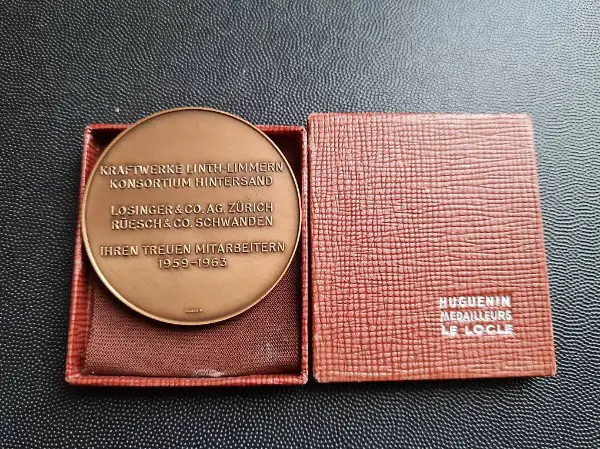 KRAFTWERKE LINTH-LIMMERN
KONSORTIUM HINTERSAND
LOSINGER & CO. AG. ZÜRICH
RÜESCH & CO. SCHWANDEN
IHREN TREUEN MITARBEITERN
1959-1963
HUGUENIN
MEDAILLEURS
LE LOCLE